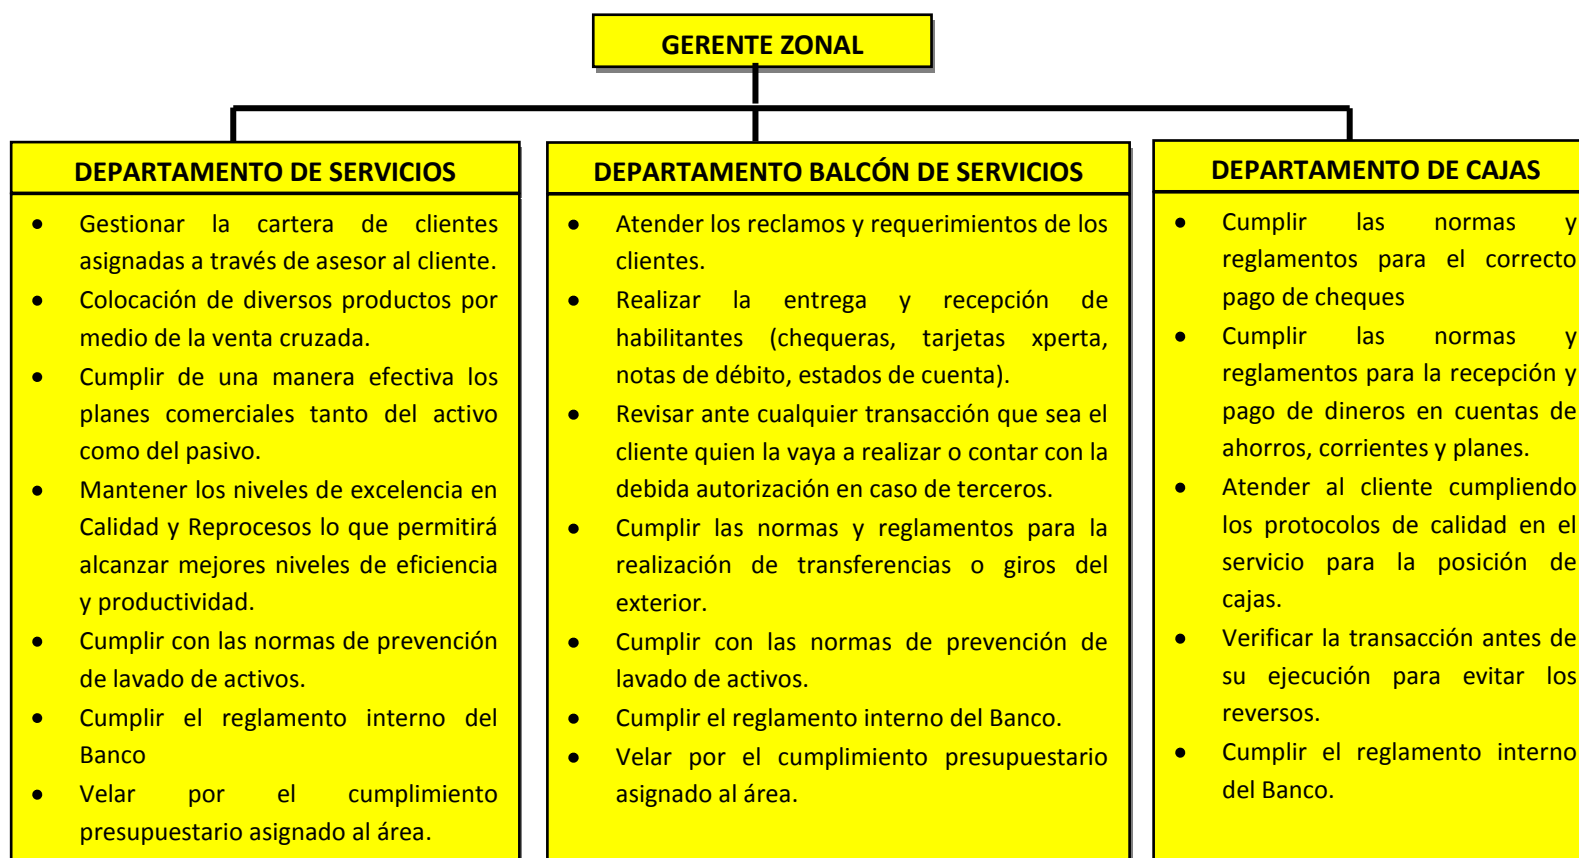 GERENTE ZONAL
DEPARTAMENTO DE SERVICIOS
• Gestionar la cartera de clientes
asignadas a través de asesor al cliente.
• Colocación de diversos productos por
medio de la venta cruzada.
• Cumplir de una manera efectiva los
planes comerciales tanto del activo
como del pasivo.
• Mantener los niveles de excelencia en
Calidad y Reprocesos lo que permitirá
alcanzar mejores niveles de eficiencia
y productividad.
• Cumplir con las normas de prevención
de lavado de activos.
• Cumplir el reglamento interno del
Banco
• Velar por el cumplimiento
presupuestario asignado al área.
DEPARTAMENTO BALCÓN DE SERVICIOS
• Atender los reclamos y requerimientos de los
clientes.
• Realizar la entrega y recepción de
habilitantes (chequeras, tarjetas xperta,
notas de débito, estados de cuenta).
• Revisar ante cualquier transacción que sea el
cliente quien la vaya a realizar o contar con la
debida autorización en caso de terceros.
• Cumplir las normas y reglamentos para la
realización de transferencias o giros del
exterior.
• Cumplir con las normas de prevención de
lavado de activos.
• Cumplir el reglamento interno del Banco.
• Velar por el cumplimiento presupuestario
asignado al área.
DEPARTAMENTO DE CAJAS
• Cumplir las normas y
reglamentos para el correcto
pago de cheques
• Cumplir las normas y
reglamentos para la recepción y
pago de dineros en cuentas de
ahorros, corrientes y planes.
• Atender al cliente cumpliendo
los protocolos de calidad en el
servicio para la posición de
cajas.
• Verificar la transacción antes de
su ejecución para evitar los
reversos.
• Cumplir el reglamento interno
del Banco.